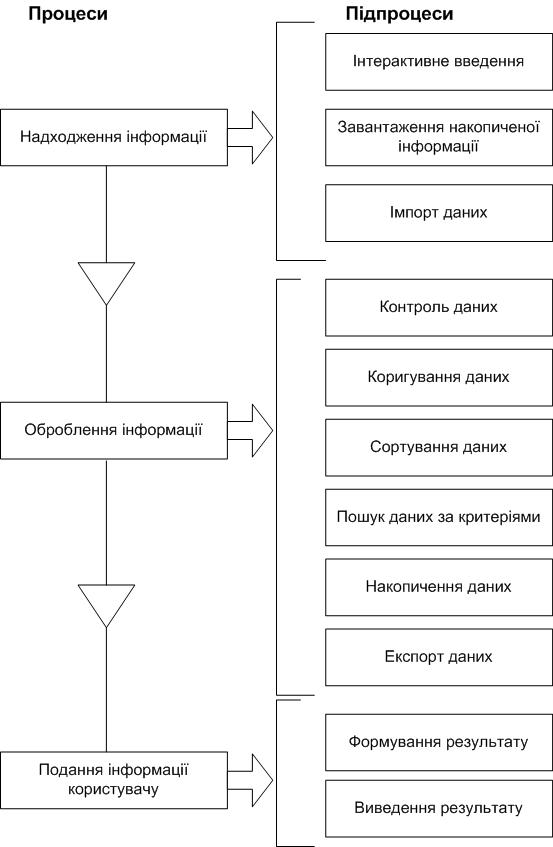 Процеси
Підпроцеси
Надходження інформації
Інтерактивне введення
Завантаження накопиченої
інформації
Імпорт даних
Оброблення інформації
Контроль даних
Коригування даних
Сортування даних
Пошук даних за критеріями
Накопичення даних
Експорт даних
Подання інформації
користувачу
Формування результату
Виведення результату